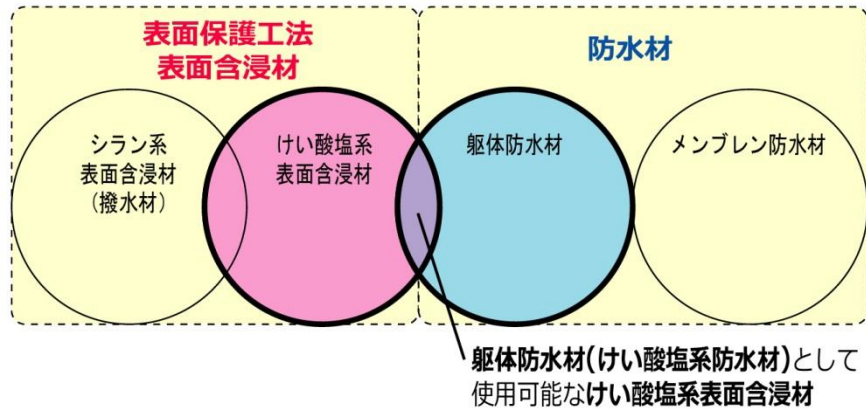 表面保護工法
表面含浸材
防水材
シラン系
表面含浸材
(撥水材)
けい酸塩系
表面含浸材
躯体防水材
メンブレン防水材
躯体防水材(けい酸塩系防水材)として
使用可能なけい酸塩系表面含浸材